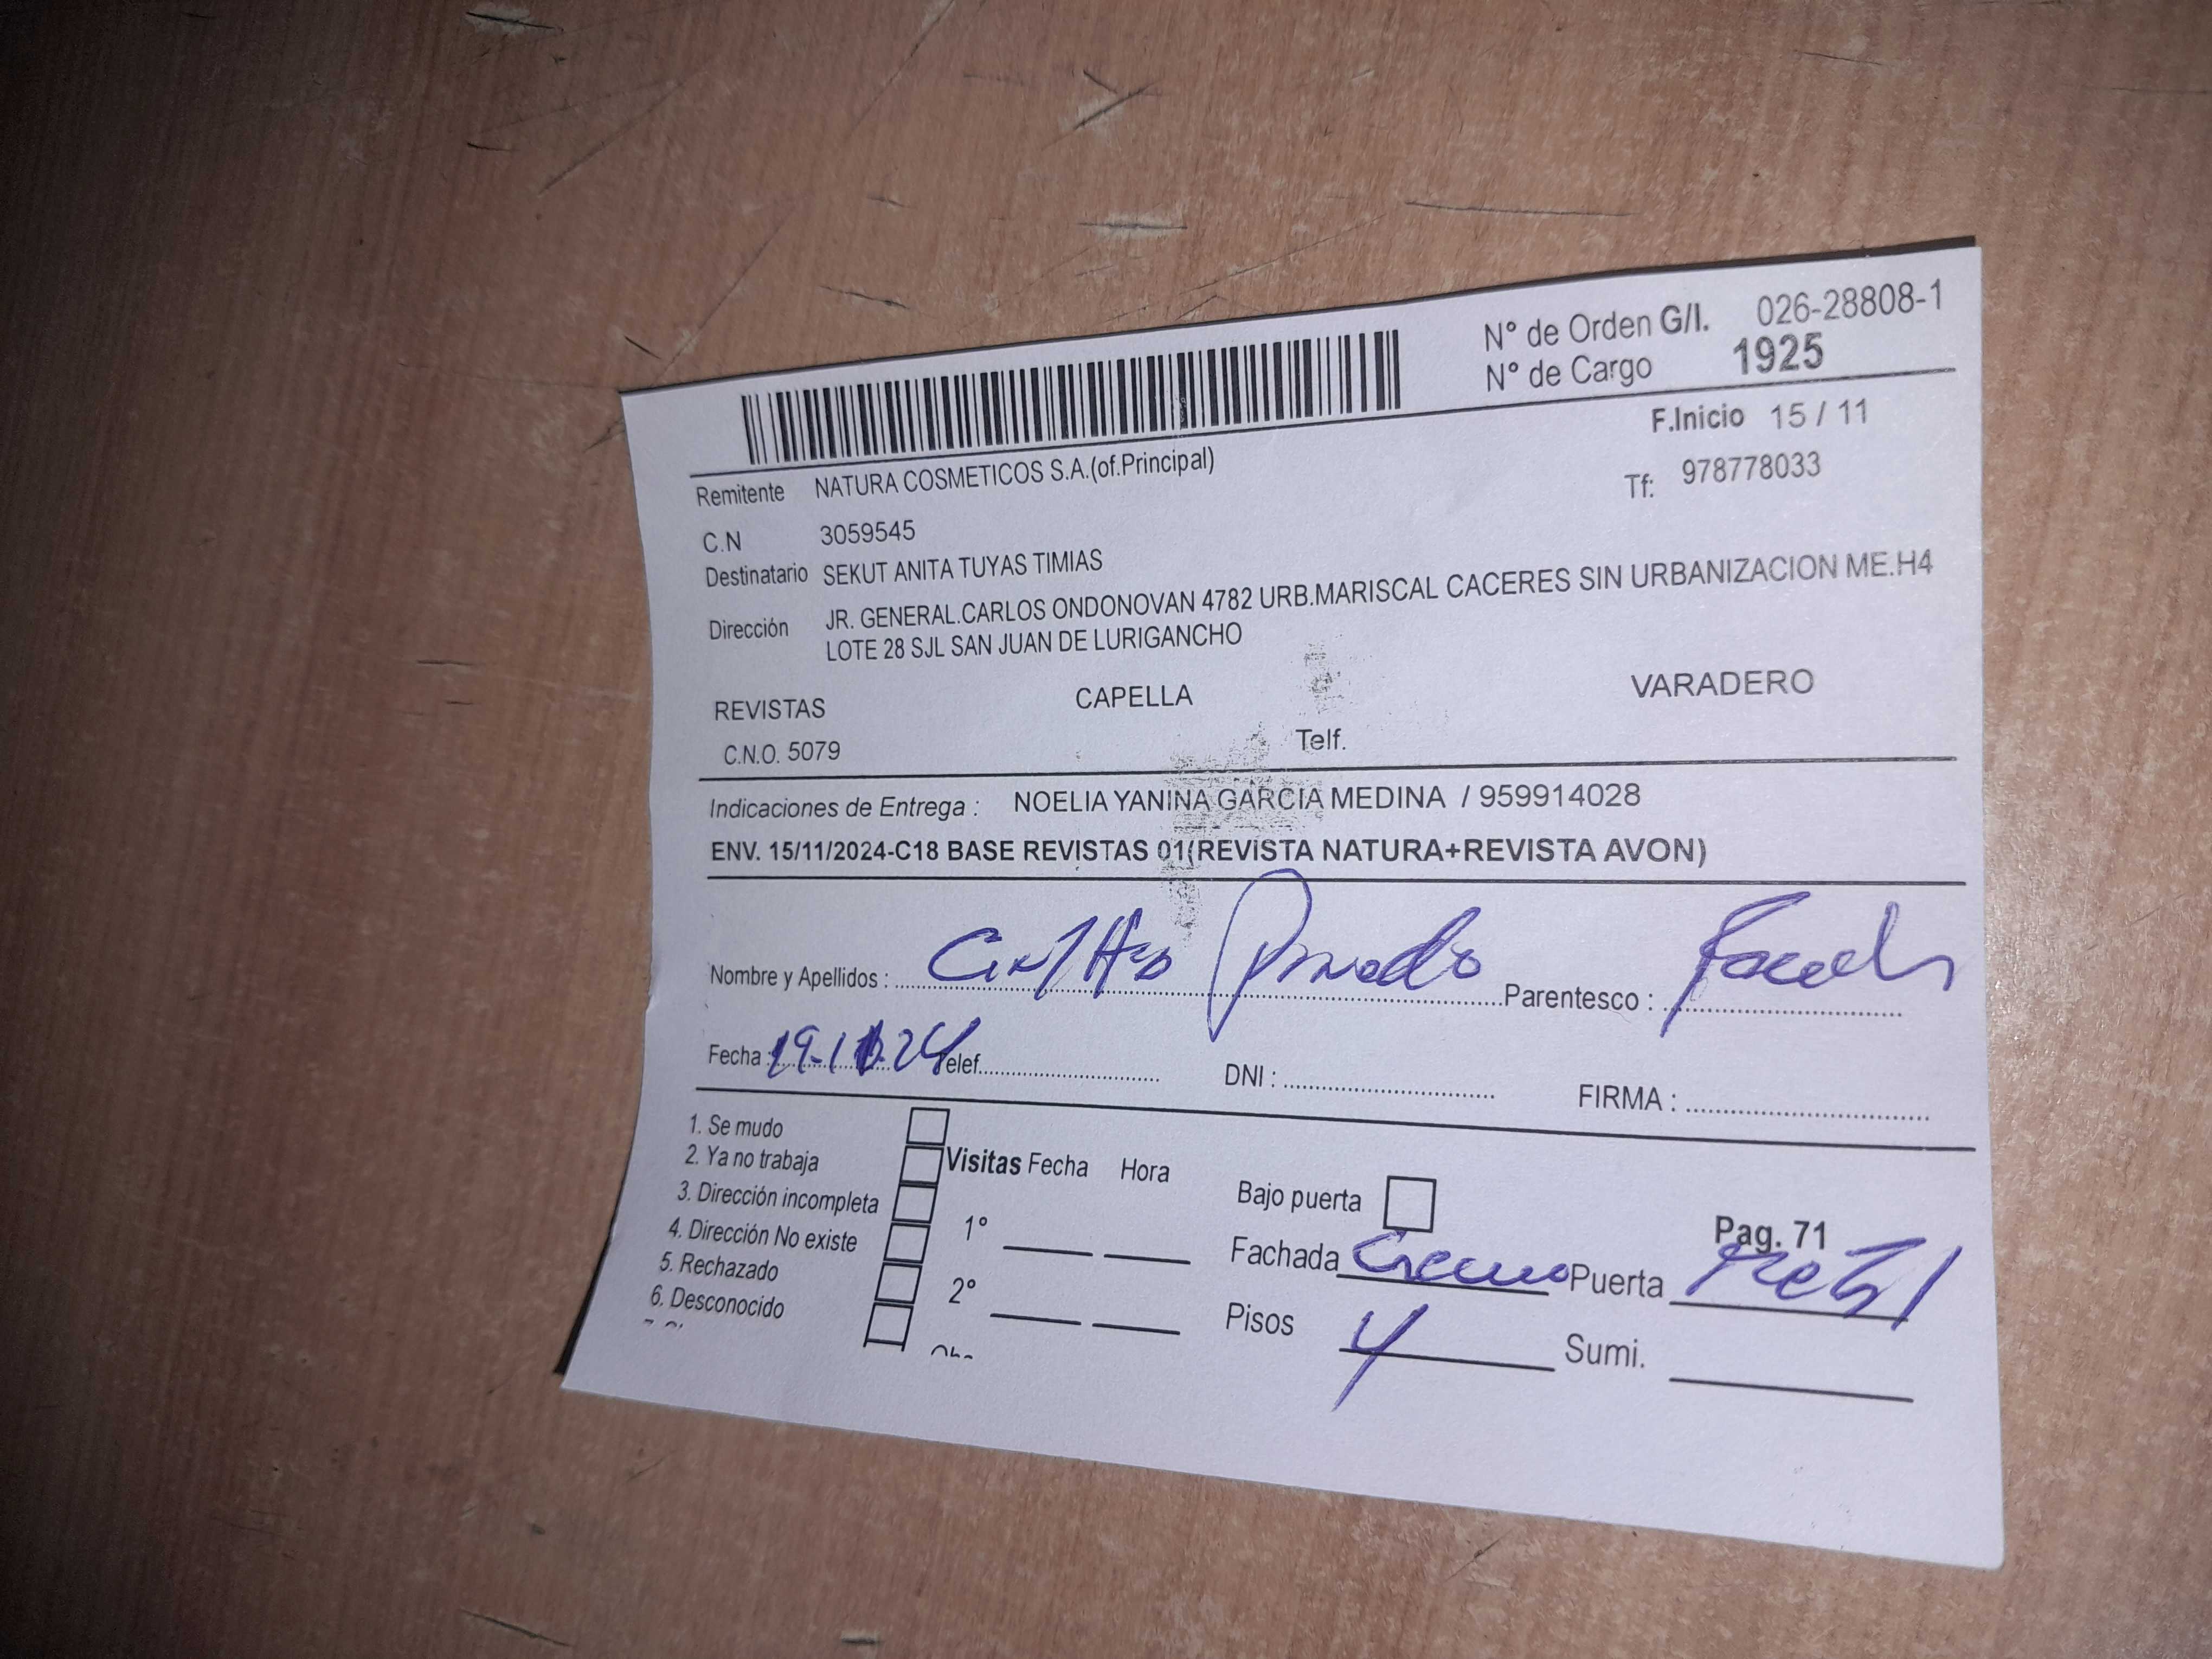 N° de Orden G/I. 026-28808-1
N° de Cargo 1925
F.Inicio 15 / 11
Remitente NATURA COSMETICOS S.A.(of.Principal)
Tf: 978778033
C.N 3059545
Destinatario SEKUT ANITA TUYAS TIMIAS
Dirección JR. GENERAL.CARLOS ONDONOVAN 4782 URB.MARISCAL CACERES SIN URBANIZACION ME.H4
LOTE 28 SJL SAN JUAN DE LURIGANCHO
REVISTAS CAPELLA VARADERO
C.N.O. 5079 Telf.
Indicaciones de Entrega : NOELIA YANINA GARCIA MEDINA / 959914028
ENV. 15/11/2024-C18 BASE REVISTAS 01(REVISTA NATURA+REVISTA AVON)
Nombre y Apellidos : Parentesco :
Fecha : 19-11-24 Telef. DNI : FIRMA :
1. Se mudo
2. Ya no trabaja Visitas Fecha Hora
3. Dirección incompleta Bajo puerta
4. Dirección No existe 1° Fachada Cremo Puerta Pag. 71
5. Rechazado
6. Desconocido 2° Pisos 4 Sumi.